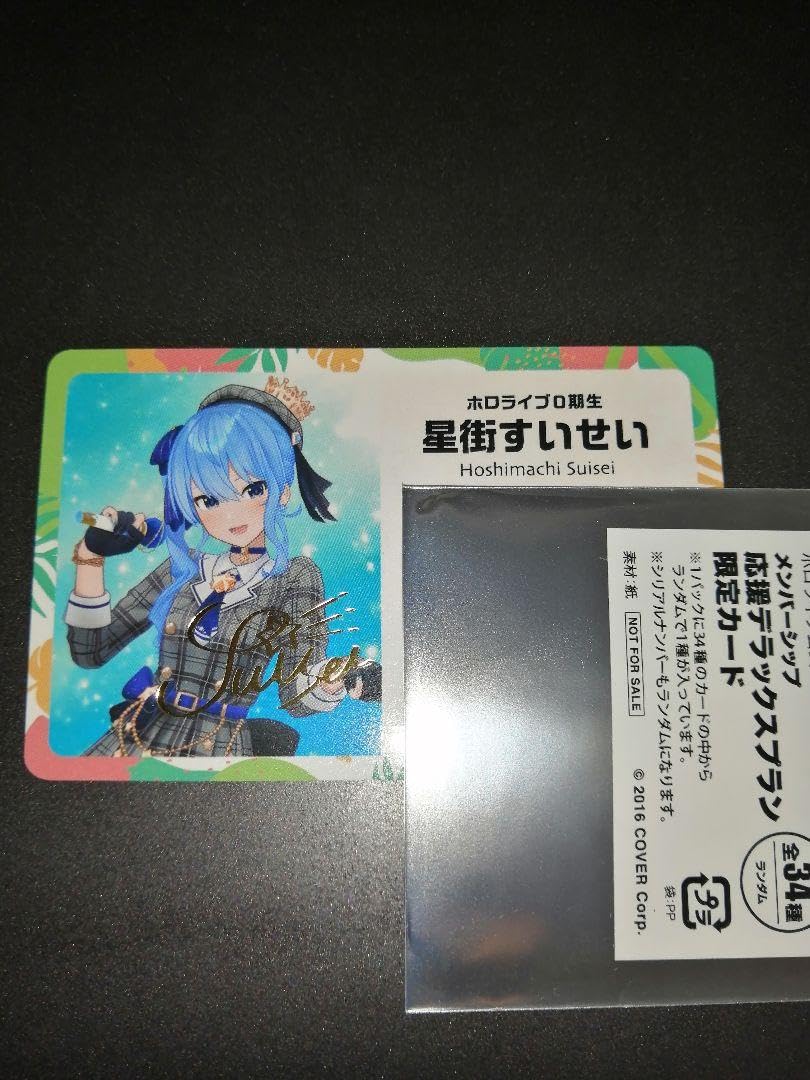 ホロライブ0期生
星街すいせい
Hoshimachi Suisei
Suisei
メンバーシップ
応援デラックスプラン
限定カード
※1パックに34種のカードの中から
ランダムで1種が入っています。
※シリアルナンバーもランダムになります。
素材:紙
NOT FOR SALE
© 2016 COVER Corp.
全34種
ランダム
プラ
袋:PP